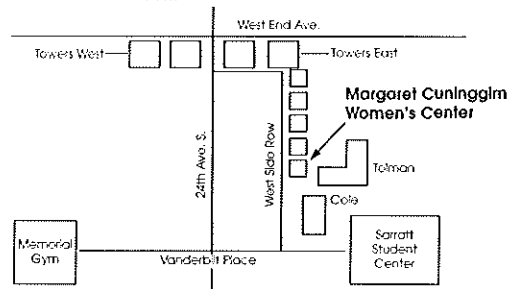 West End Ave.
Towers West
Towers East
Margaret Cuninggim
Women's Center
24th Ave. S.
West Side Row
Tolman
Cole
Memorial
Gym
Vanderbilt Place
Sarratt
Student
Center